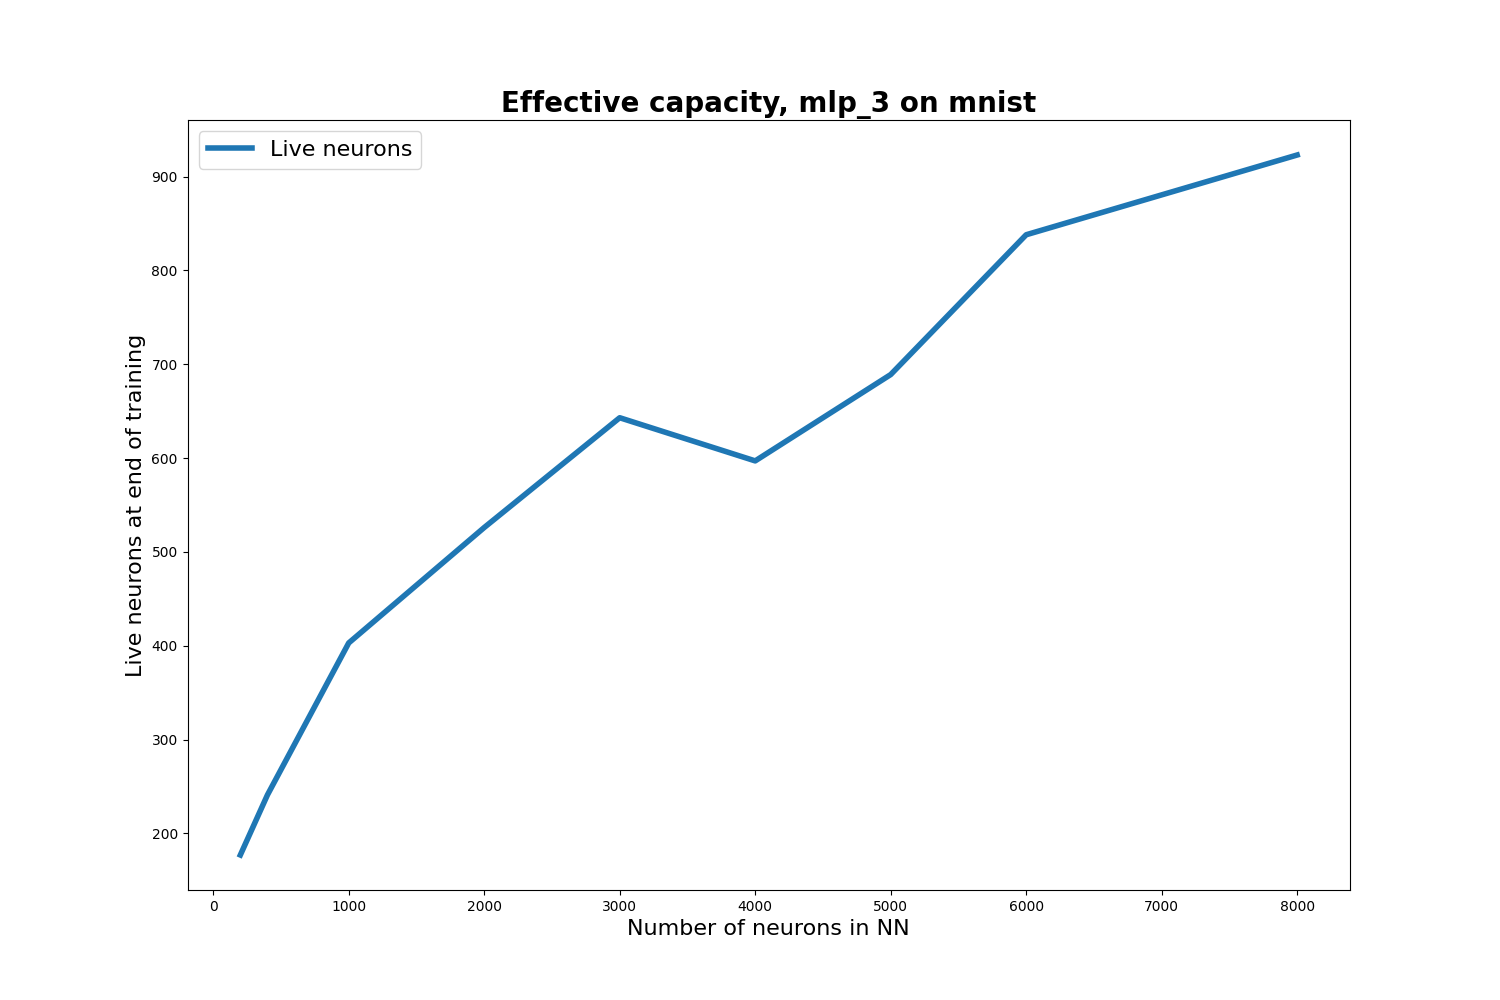 Effective capacity, mlp_3 on mnist
Live neurons
900
800
700
600
500
400
300
200
Live neurons at end of training
0 1000 2000 3000 4000 5000 6000 7000 8000
Number of neurons in NN